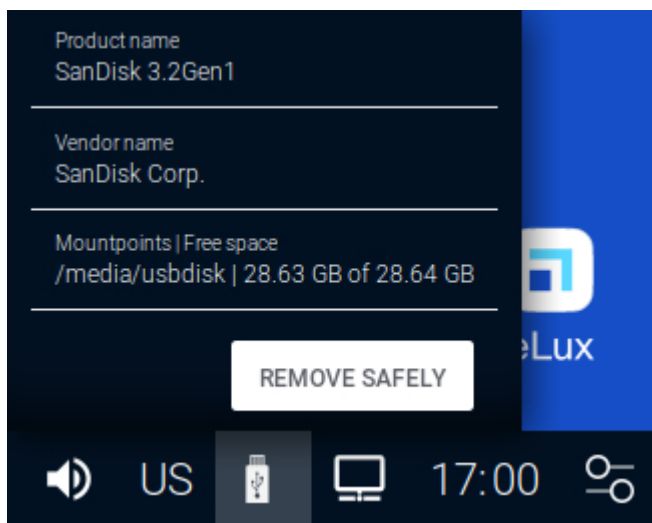 Product name
SanDisk 3.2Gen1
Vendor name
SanDisk Corp.
Mountpoints | Free space
/media/usbdisk | 28.63 GB of 28.64 GB
eLux
REMOVE SAFELY
US
17:00